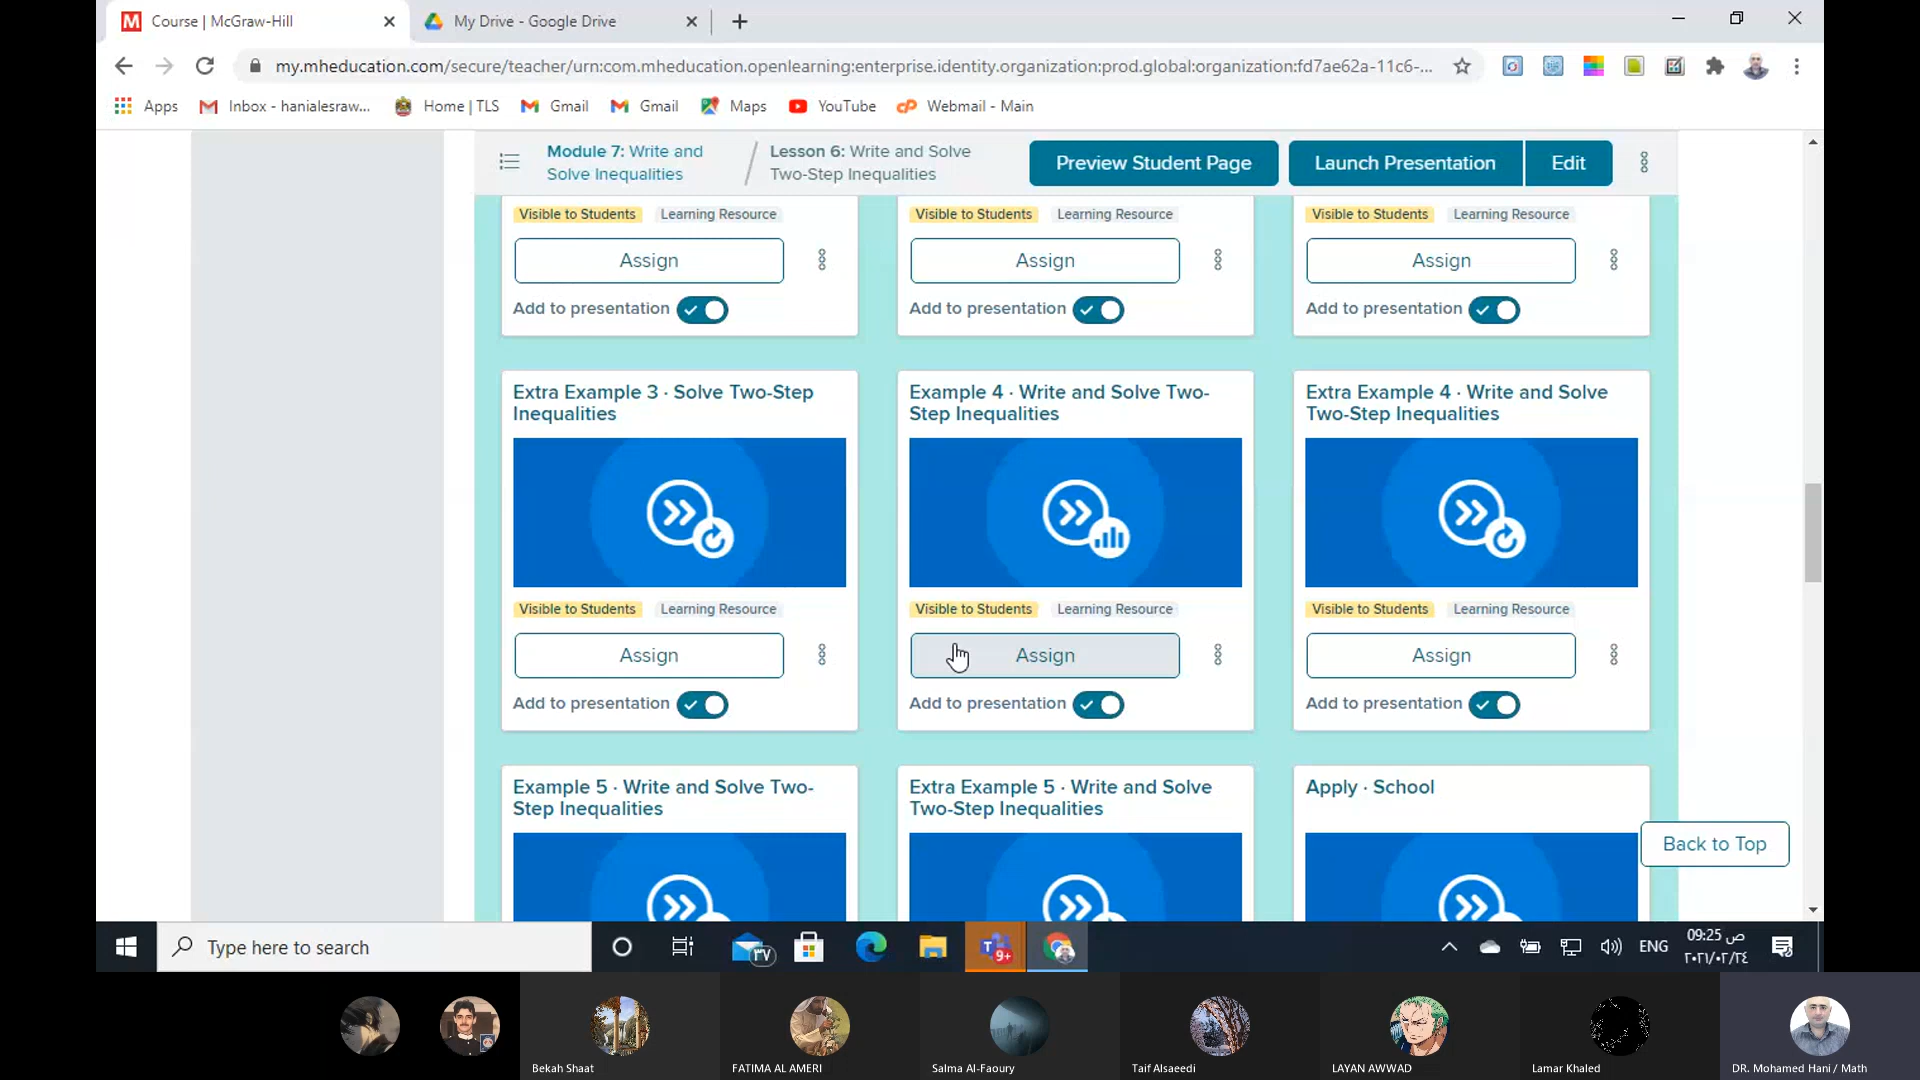 Course | McGraw-Hill
My Drive - Google Drive
my.mheducation.com/secure/teacher/urn:com.mheducation.openlearning:enterprise.identity.organization:prod.global:organization:fd7ae62a-11c6-...
Apps
Inbox - hanialesraw...
Home | TLS
Gmail
Gmail
Maps
YouTube
Webmail - Main
Module 7: Write and
Solve Inequalities
Lesson 6: Write and Solve
Two-Step Inequalities
Preview Student Page
Launch Presentation
Edit
Visible to Students
Learning Resource
Visible to Students
Learning Resource
Visible to Students
Learning Resource
Assign
Assign
Assign
Add to presentation
Add to presentation
Add to presentation
Extra Example 3 · Solve Two-Step
Inequalities
Example 4 · Write and Solve Two-
Step Inequalities
Extra Example 4 · Write and Solve
Two-Step Inequalities
Visible to Students
Learning Resource
Visible to Students
Learning Resource
Visible to Students
Learning Resource
Assign
Assign
Assign
Add to presentation
Add to presentation
Add to presentation
Example 5 · Write and Solve Two-
Step Inequalities
Extra Example 5 · Write and Solve
Two-Step Inequalities
Apply · School
Back to Top
Type here to search
٣٧
9+
ENG
09:25 ص
٢٠٢١/٠٢/٢٤
Bekah Shaat
FATIMA AL AMERI
Salma Al-Faoury
Taif Alsaeedi
LAYAN AWWAD
Lamar Khaled
DR. Mohamed Hani / Math